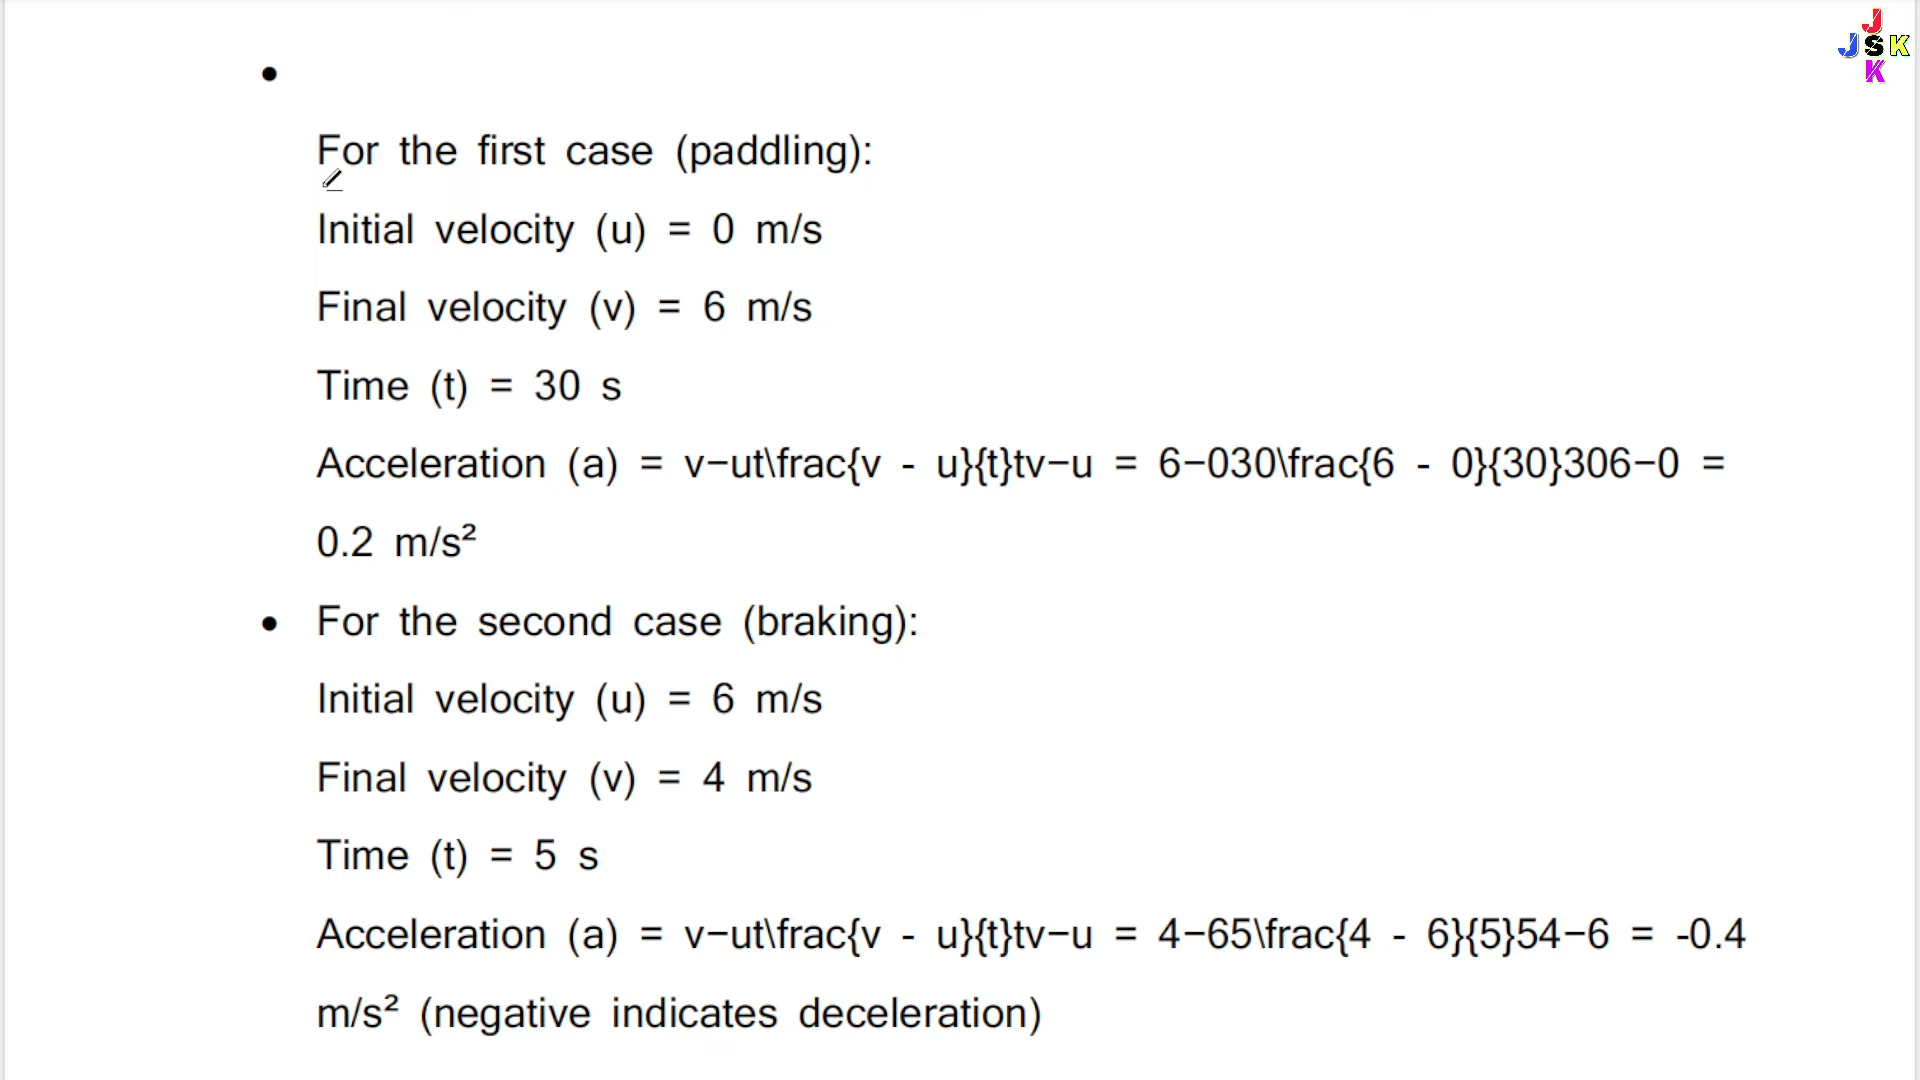 J
J S K
K
•
For the first case (paddling):
Initial velocity (u) = 0 m/s
Final velocity (v) = 6 m/s
Time (t) = 30 s
Acceleration (a) = v−ut\frac{v - u}{t}tv−u = 6−030\frac{6 - 0}{30}306−0 =
0.2 m/s²
• For the second case (braking):
Initial velocity (u) = 6 m/s
Final velocity (v) = 4 m/s
Time (t) = 5 s
Acceleration (a) = v−ut\frac{v - u}{t}tv−u = 4−65\frac{4 - 6}{5}54−6 = -0.4
m/s² (negative indicates deceleration)